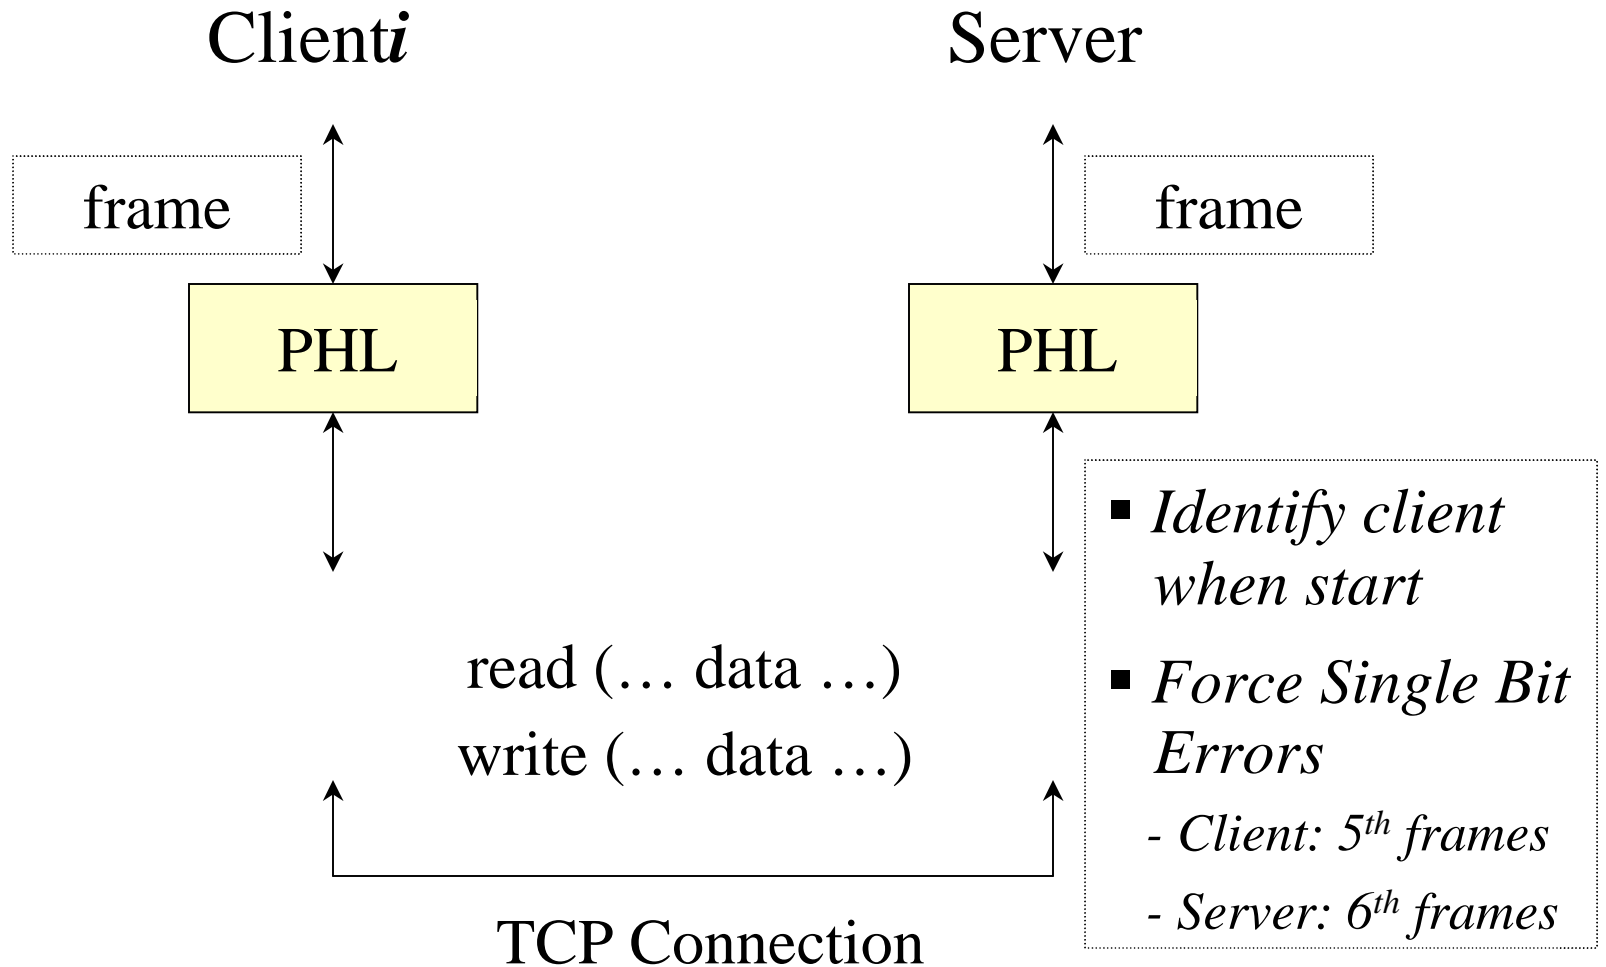 Clienti
Server
frame
frame
PHL
PHL
▪ Identify client
when start
▪ Force Single Bit
Errors
- Client: 5th frames
- Server: 6th frames
read (… data …)
write (… data …)
TCP Connection